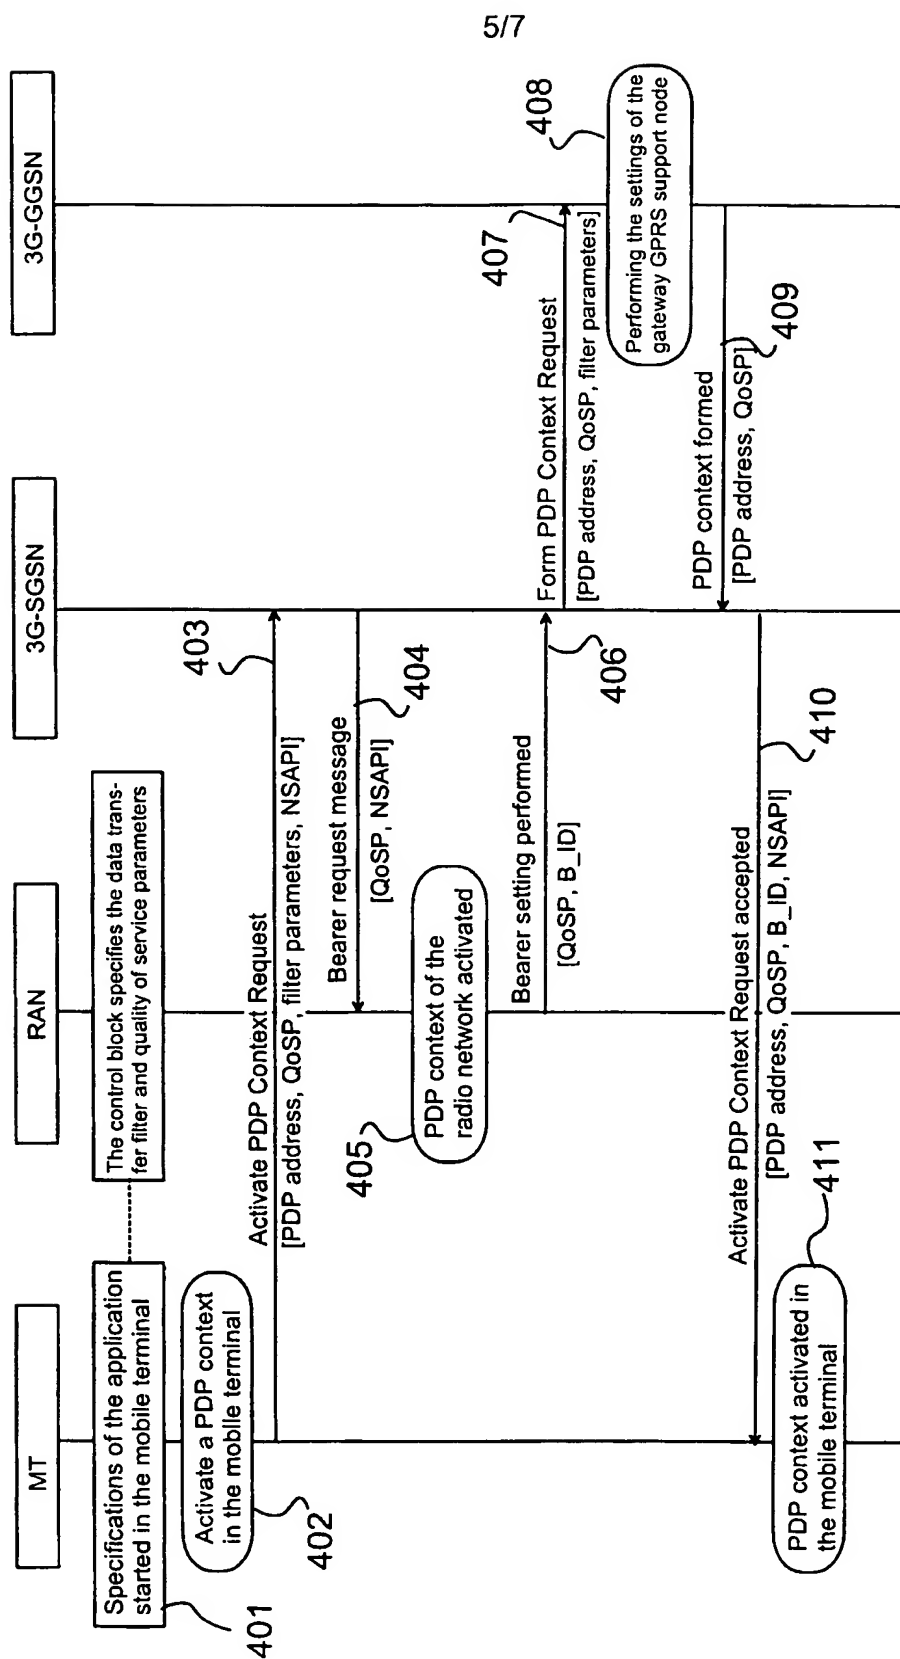 5/7
MT
RAN
3G-SGSN
3G-GGSN
Specifications of the application
started in the mobile terminal
401
The control block specifies the data trans-
fer filter and quality of service parameters
Activate a PDP context
in the mobile terminal
402
Activate PDP Context Request
[PDP address, QoSP, filter parameters, NSAPI]
403
Bearer request message
[QoSP, NSAPI]
404
PDP context of the
radio network activated
405
Bearer setting performed
[QoSP, B_ID]
406
Form PDP Context Request
[PDP address, QoSP, filter parameters]
407
408
Performing the settings of the
gateway GPRS support node
PDP context formed
[PDP address, QoSP]
409
Activate PDP Context Request accepted
[PDP address, QoSP, B_ID, NSAPI]
410
PDP context activated in
the mobile terminal
411